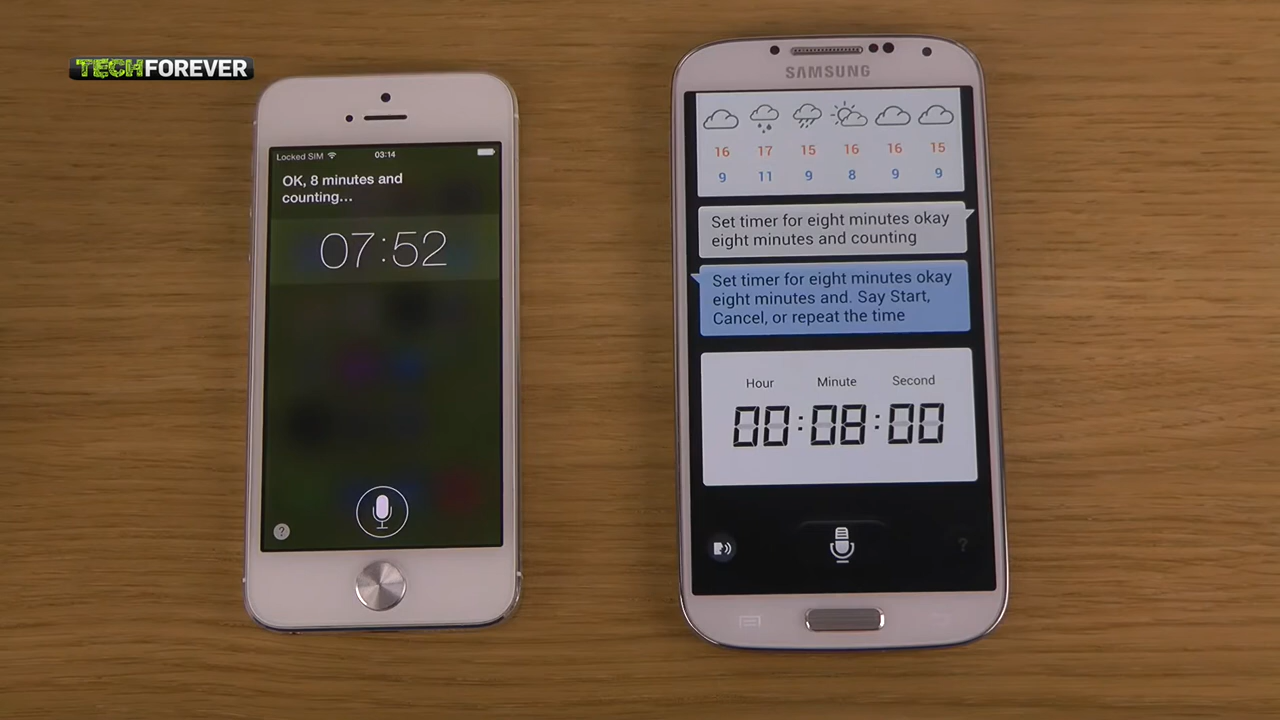 TECHFOREVER
Locked SIM
03:14
OK, 8 minutes and
counting...
07:52
?
SAMSUNG
16 17 15 16 16 15
9 11 9 8 9 9
Set timer for eight minutes okay
eight minutes and counting
Set timer for eight minutes okay
eight minutes and. Say Start,
Cancel, or repeat the time
Hour Minute Second
00:08:00
?